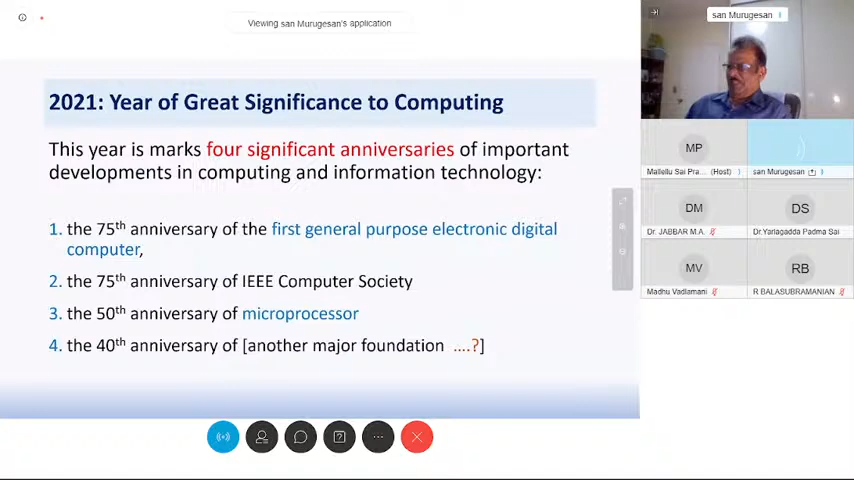 Viewing san Murugesan's application
san Murugesan
2021: Year of Great Significance to Computing
This year is marks four significant anniversaries of important
developments in computing and information technology:
1. the 75th anniversary of the first general purpose electronic digital
computer,
2. the 75th anniversary of IEEE Computer Society
3. the 50th anniversary of microprocessor
4. the 40th anniversary of [another major foundation ....?]
MP
Mallellu Sai Pra... (Host)
san Murugesan
DM
Dr. JABBAR M.A.
DS
Dr.Yarlagadda Padma Sai
MV
Madhu Vadlamani
RB
R BALASUBRAMANIAN